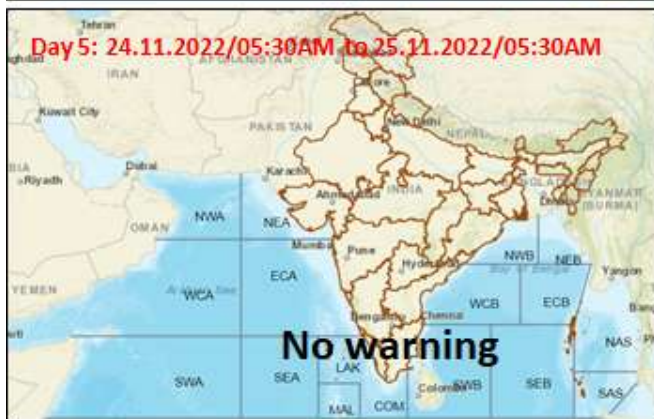 Tehran
Day 5: 24.11.2022/05:30AM to 25.11.2022/05:30AM
IRAN
Kuwait City
PAKISTAN
New Delhi
NEPAL
Riyadh
Dubai
Karachi
Ahmedabad
INDIA
OMAN
NWA
NEA
Mumbai
Pune
Hyderabad
NWB
NEB
Bay of Bengal
Yangon
YEMEN
WCA
Arabian Sea
ECA
WCB
ECB
Chennai
No warning
NAS
SWA
SEA
LAK
Colombo
SWB
SEB
SAS
MAL
COM